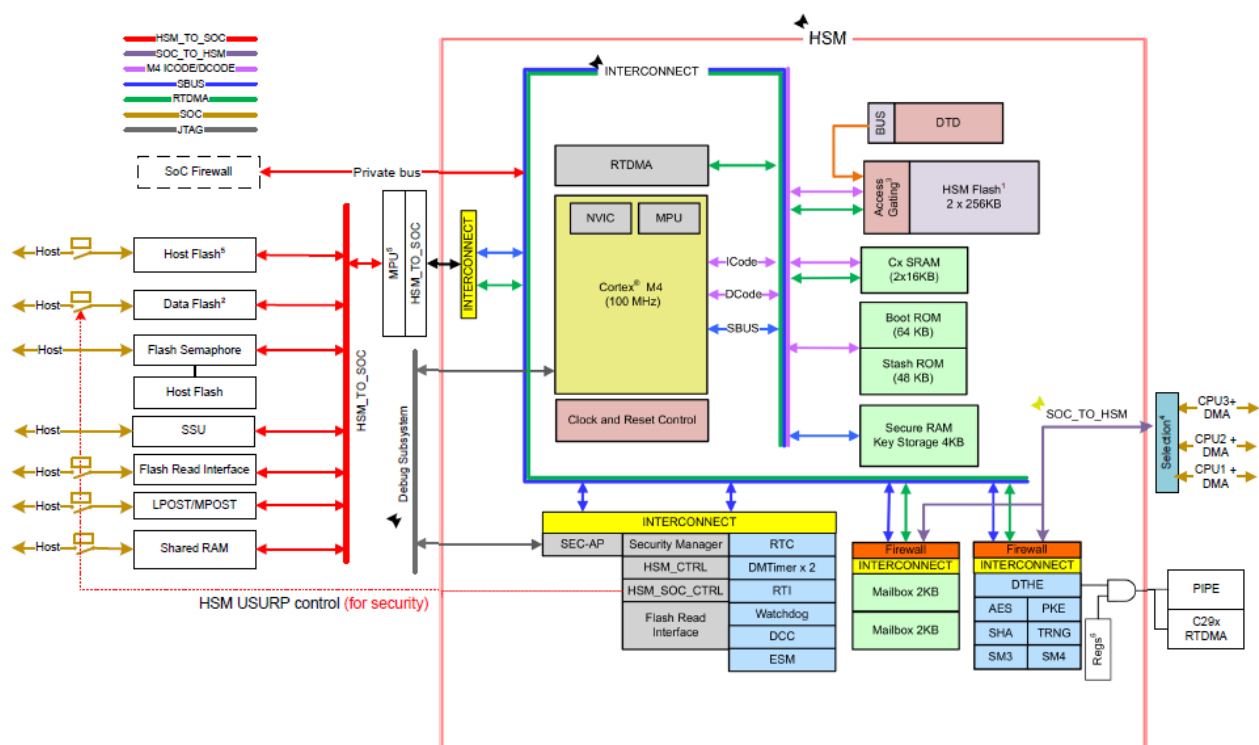 HSM_TO_SOC
SOC_TO_HSM
M4 ICODE/DCODE
SBUS
RTDMA
SOC
JTAG
HSM
INTERCONNECT
SoC Firewall
Private bus
RTDMA
NVIC
MPU
Cortex® M4
(100 MHz)
ICode
DCode
SBUS
Clock and Reset Control
BUS
DTD
Access
Gating³
HSM Flash¹
2 x 256KB
Cx SRAM
(2x16KB)
Boot ROM
(64 KB)
Stash ROM
(48 KB)
Secure RAM
Key Storage 4KB
Host
Host Flash⁵
Host
Data Flash²
Host
Flash Semaphore
Host Flash
Host
SSU
Host
Flash Read Interface
Host
LPOST/MPOST
Host
Shared RAM
HSM_TO_SOC
MPU⁵
HSM_TO_SOC
INTERCONNECT
Debug Subsystem
HSM USURP control (for security)
INTERCONNECT
SEC-AP
Security Manager
RTC
HSM_CTRL
DMTimer x 2
HSM_SOC_CTRL
RTI
Flash Read
Interface
Watchdog
DCC
ESM
Firewall
INTERCONNECT
Mailbox 2KB
Mailbox 2KB
Firewall
INTERCONNECT
DTHE
AES
PKE
SHA
TRNG
SM3
SM4
Regs⁶
PIPE
C29x
RTDMA
SOC_TO_HSM
Selection⁴
CPU3+
DMA
CPU2 +
DMA
CPU1 +
DMA